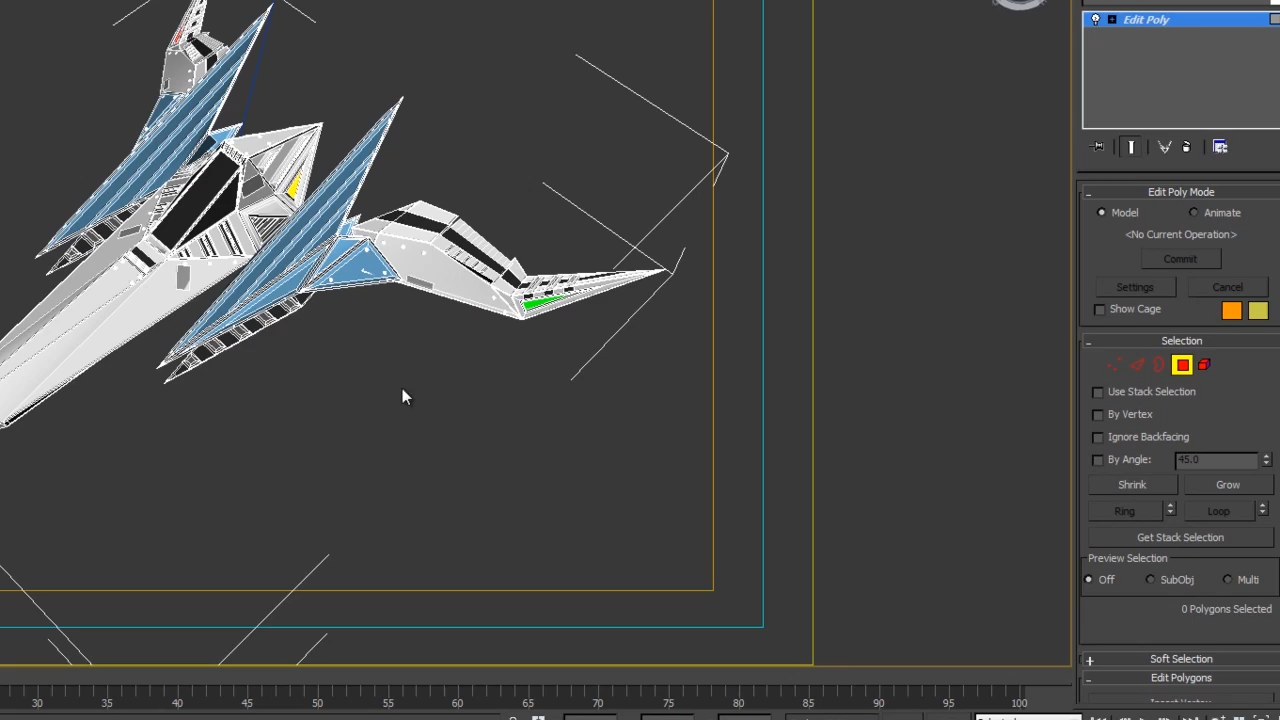 Edit Poly
Edit Poly Mode
Model Animate
<No Current Operation>
Commit
Settings Cancel
Show Cage
Selection
Use Stack Selection
By Vertex
Ignore Backfacing
By Angle: 45.0
Shrink Grow
Ring Loop
Get Stack Selection
Preview Selection
Off SubObj Multi
0 Polygons Selected
Soft Selection
Edit Polygons
30 35 40 45 50 55 60 65 70 75 80 85 90 95 100